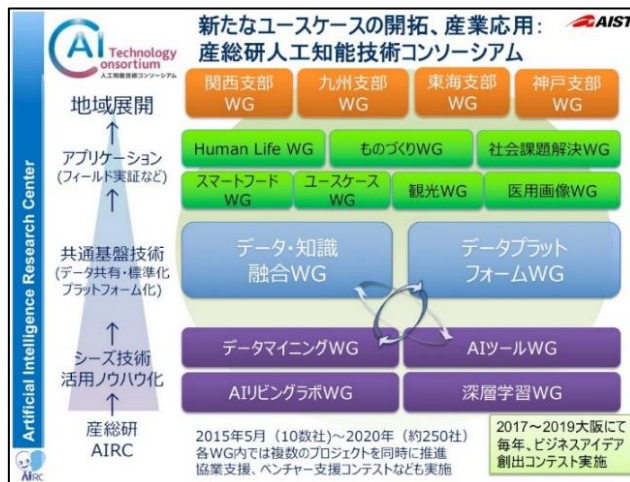 AI Technology
Consortium
人工知能技術コンソーシアム
新たなユースケースの開拓、産業応用:
産総研人工知能技術コンソーシアム
AIST
Artificial Intelligence Research Center
AIRC
地域展開
↑
アプリケーション
(フィールド実証など)
↑
共通基盤技術
(データ共有・標準化
プラットフォーム化)
↑
シーズ技術
活用ノウハウ化
↑
産総研
AIRC
関西支部
WG
九州支部
WG
東海支部
WG
神戸支部
WG
Human Life WG
ものづくりWG
社会課題解決WG
スマートフード
WG
ユースケース
WG
観光WG
医用画像WG
データ・知識
融合WG
データプラット
フォームWG
データマイニングWG
AIツールWG
AIリビングラボWG
深層学習WG
2015年5月(10数社)~2020年(約250社)
各WG内では複数のプロジェクトを同時に推進
協業支援、ベンチャー支援コンテストなども実施
2017~2019大阪にて
毎年、ビジネスアイデア
創出コンテスト実施